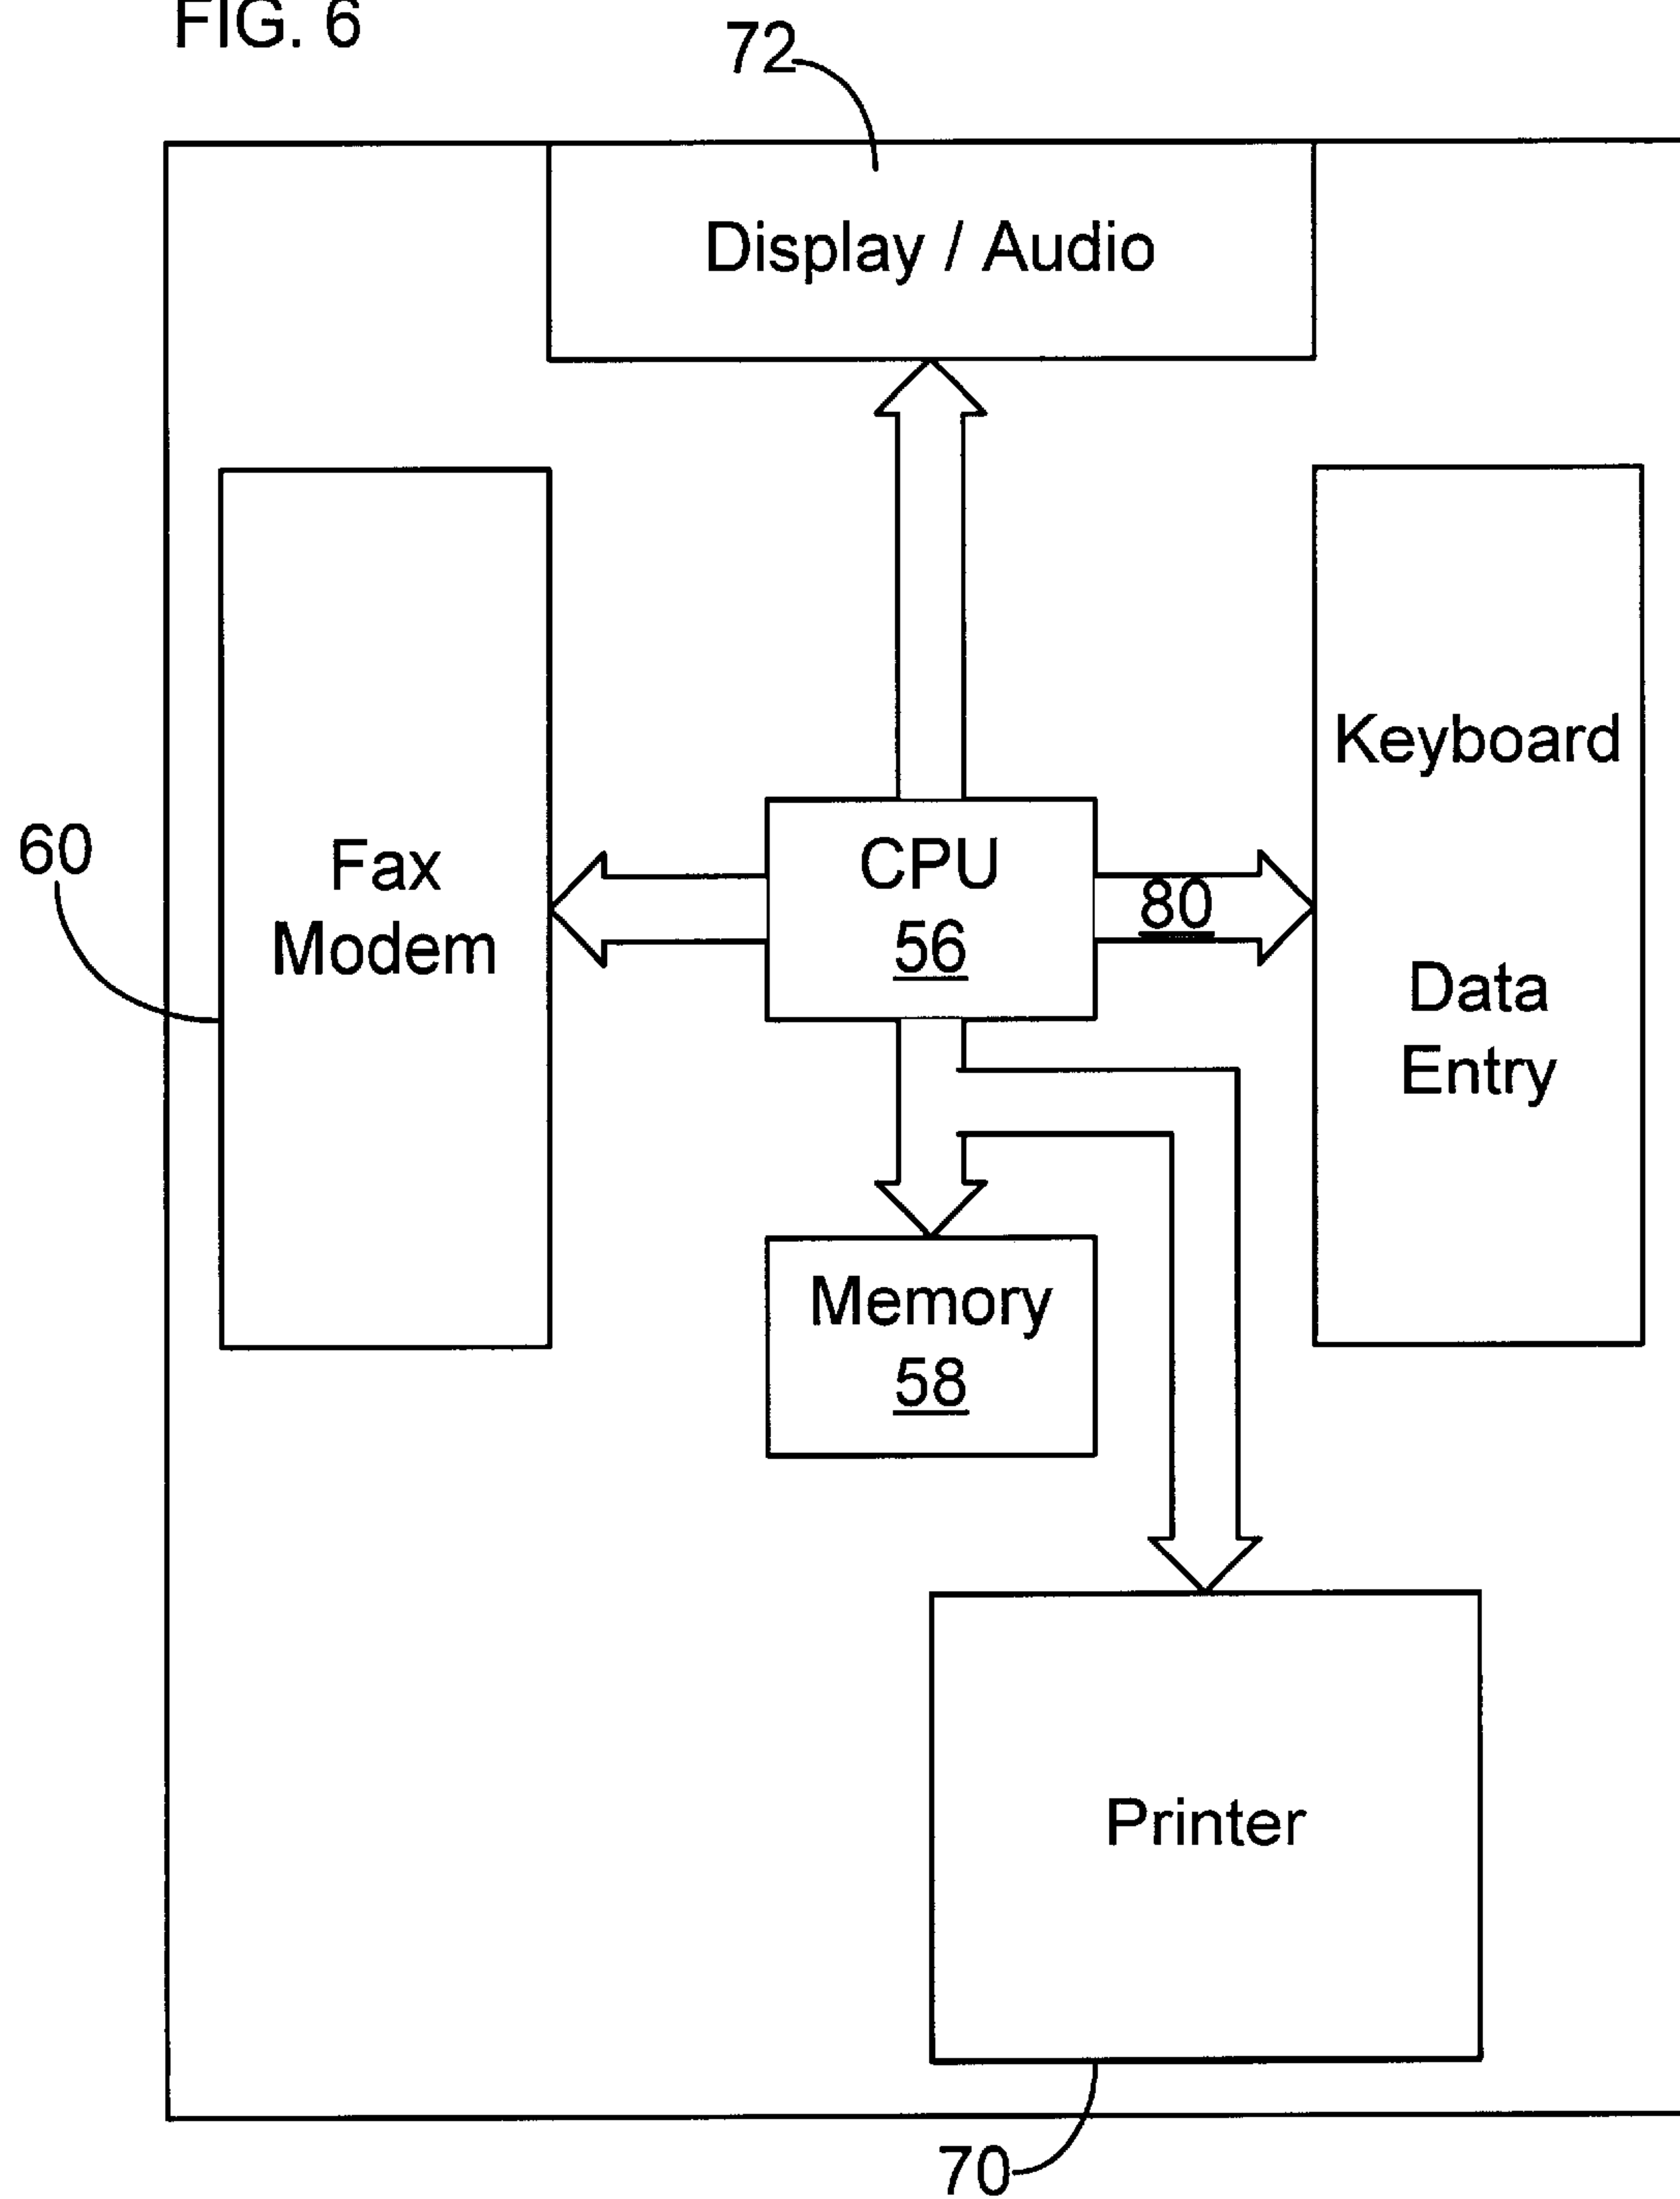 FIG. 6
72
Display / Audio
Keyboard
Data
Entry
60
Fax
Modem
CPU
56
80
Memory
58
Printer
70